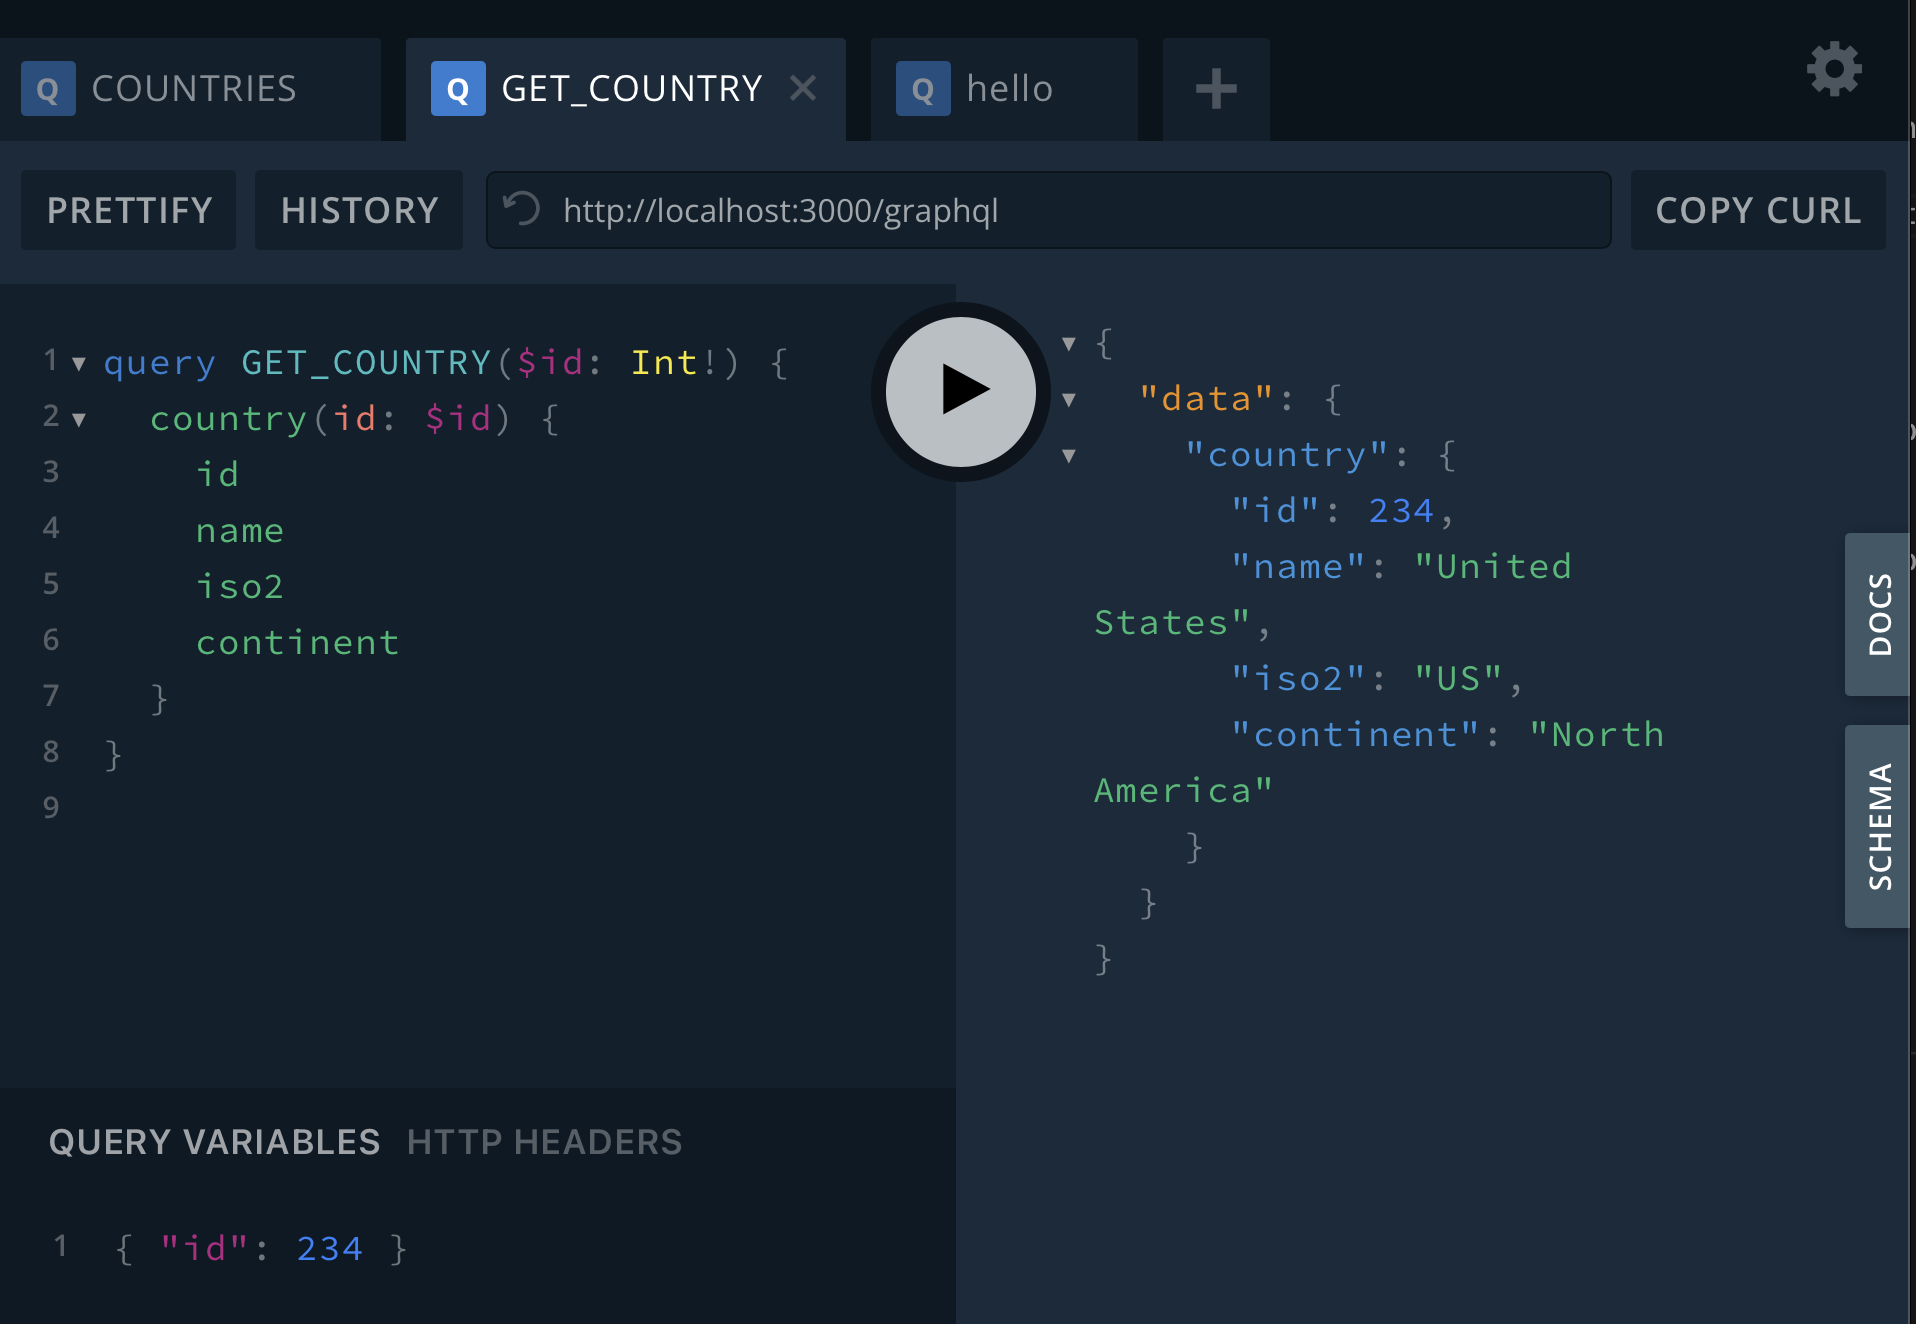 Q COUNTRIES
Q GET_COUNTRY
Q hello
PRETTIFY
HISTORY
http://localhost:3000/graphql
COPY CURL
1 query GET_COUNTRY($id: Int!) {
2 country(id: $id) {
3 id
4 name
5 iso2
6 continent
7 }
8 }
9
{
"data": {
"country": {
"id": 234,
"name": "United
States",
"iso2": "US",
"continent": "North
America"
}
}
}
DOCS
SCHEMA
QUERY VARIABLES HTTP HEADERS
1 { "id": 234 }